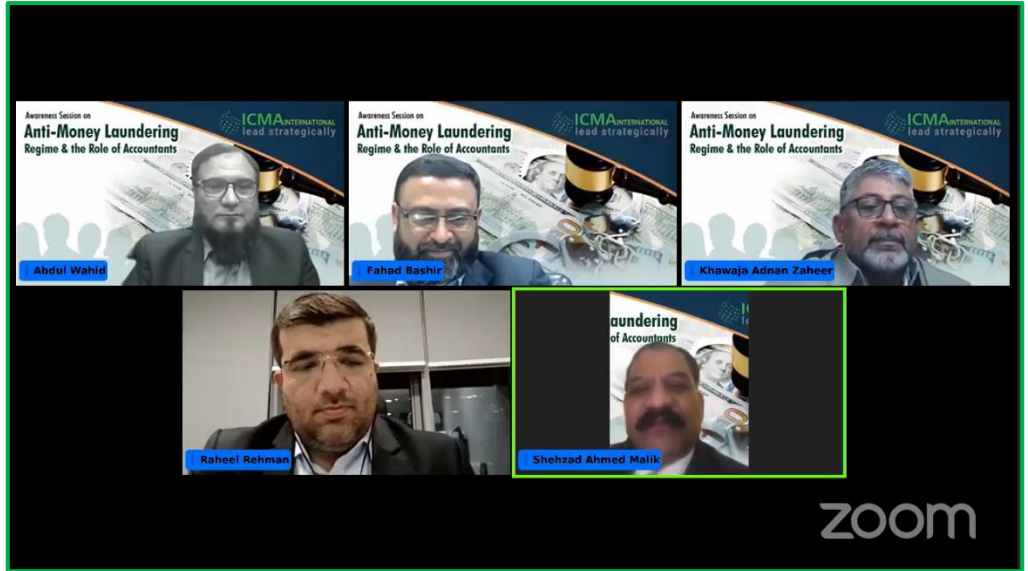 Awareness Session on
Anti-Money Laundering
Regime & the Role of Accountants
ICMA INTERNATIONAL
lead strategically
Abdul Wahid
Awareness Session on
Anti-Money Laundering
Regime & the Role of Accountants
ICMA INTERNATIONAL
lead strategically
Fahad Bashir
Awareness Session on
Anti-Money Laundering
Regime & the Role of Accountants
ICMA INTERNATIONAL
lead strategically
Khawaja Adnan Zaheer
Raheel Rehman
aundering
of Accountants
Shehzad Ahmed Malik
zoom